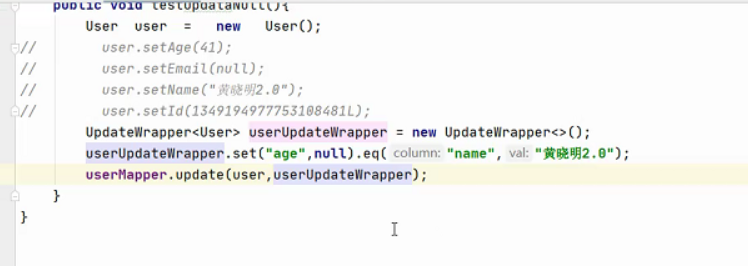 public void testUpdataNull(){
User user = new User();
// user.setAge(41);
// user.setEmail(null);
// user.setName("黄晓明2.0");
// user.setId(1349194977753108481L);
UpdateWrapper<User> userUpdateWrapper = new UpdateWrapper<>();
userUpdateWrapper.set("age",null).eq( column: "name", val: "黄晓明2.0");
userMapper.update(user,userUpdateWrapper);
}
}